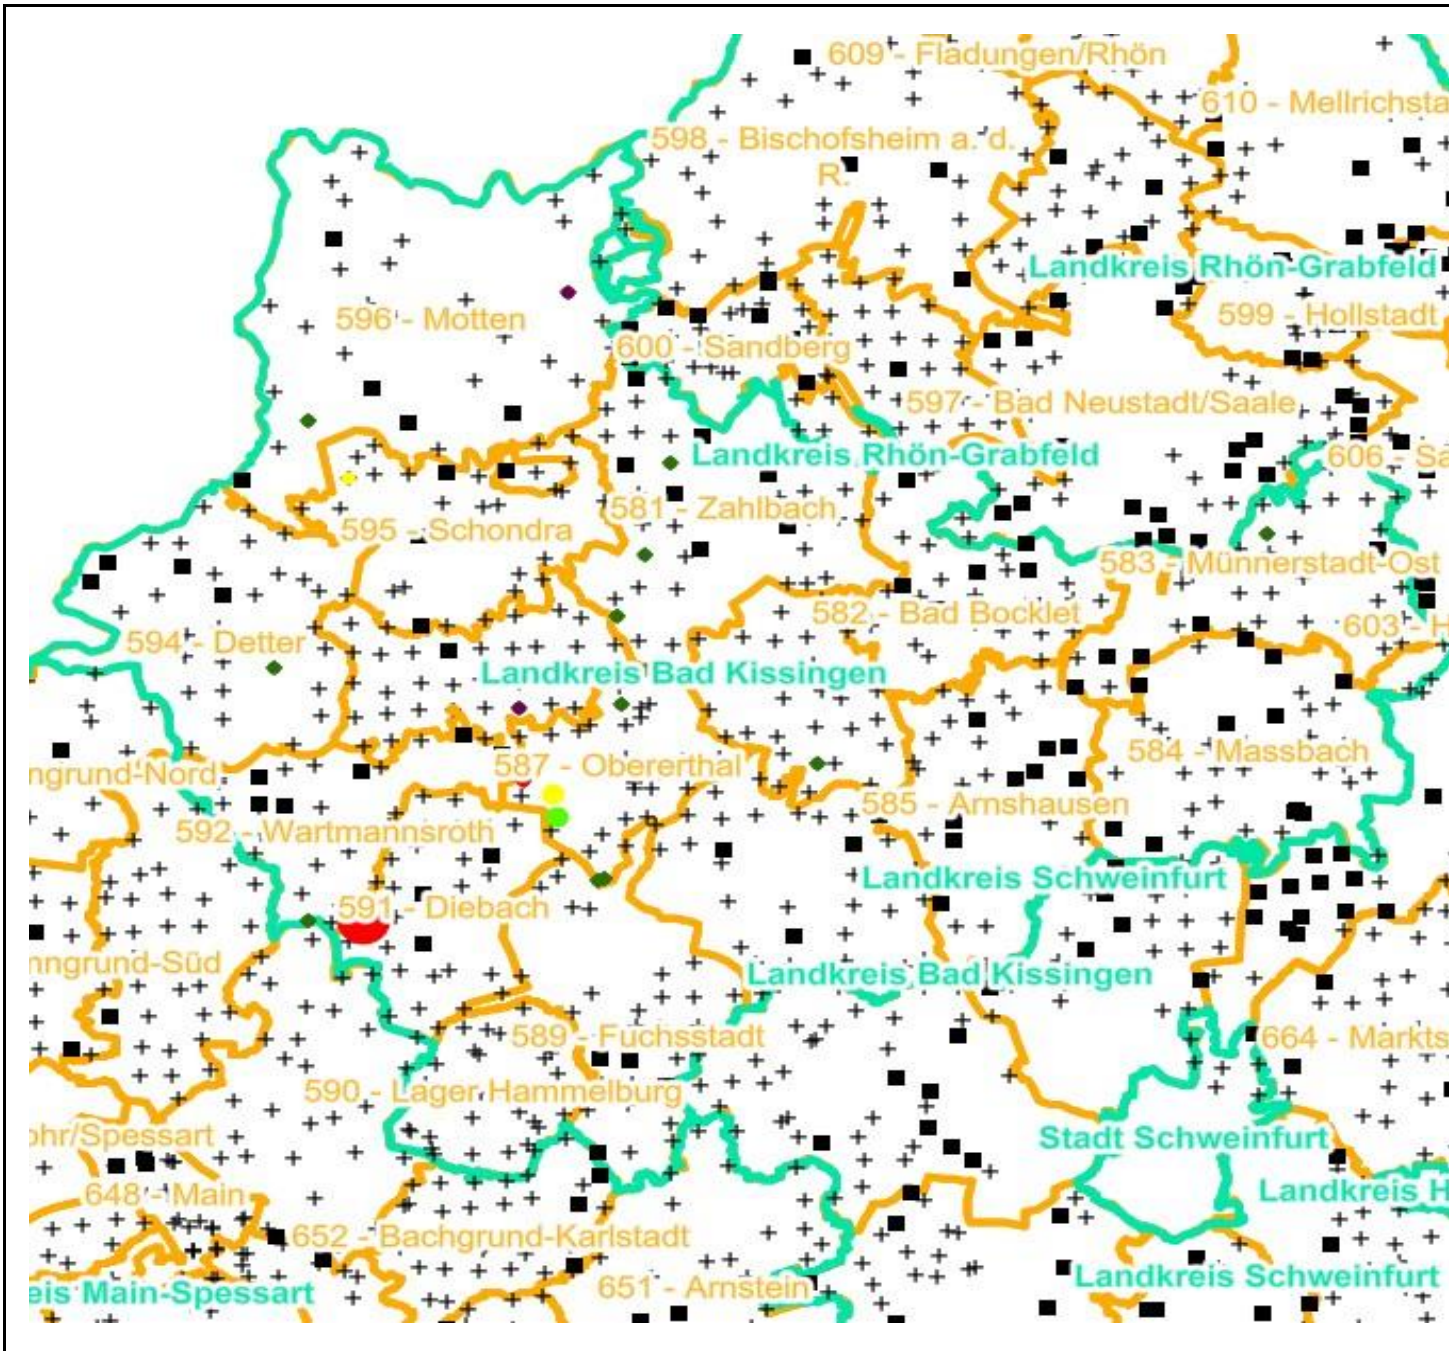 609 - Fladungen/Rhön
610 - Mellrichsta
598 - Bischofsheim a. d.
R.
Landkreis Rhön-Grabfeld
596 - Motten
599 - Hollstadt
600 - Sandberg
597 - Bad Neustadt/Saale
Landkreis Rhön-Grabfeld
606 - Sa
581 - Zahlbach
595 - Schondra
583 - Münnerstadt-Ost
582 - Bad Bocklet
603 - H
594 - Detter
Landkreis Bad Kissingen
584 - Massbach
587 - Obererthal
ngrund-Nord
585 - Arnshausen
592 - Wartmannsroth
Landkreis Schweinfurt
591 - Diebach
nngrund-Süd
Landkreis Bad Kissingen
589 - Fuchsstadt
664 - Markts
590 - Lager Hammelburg
ohr/Spessart
Stadt Schweinfurt
648 - Main
Landkreis H
652 - Bachgrund-Karlstadt
Landkreis Schweinfurt
651 - Arnstein
eis Main-Spessart